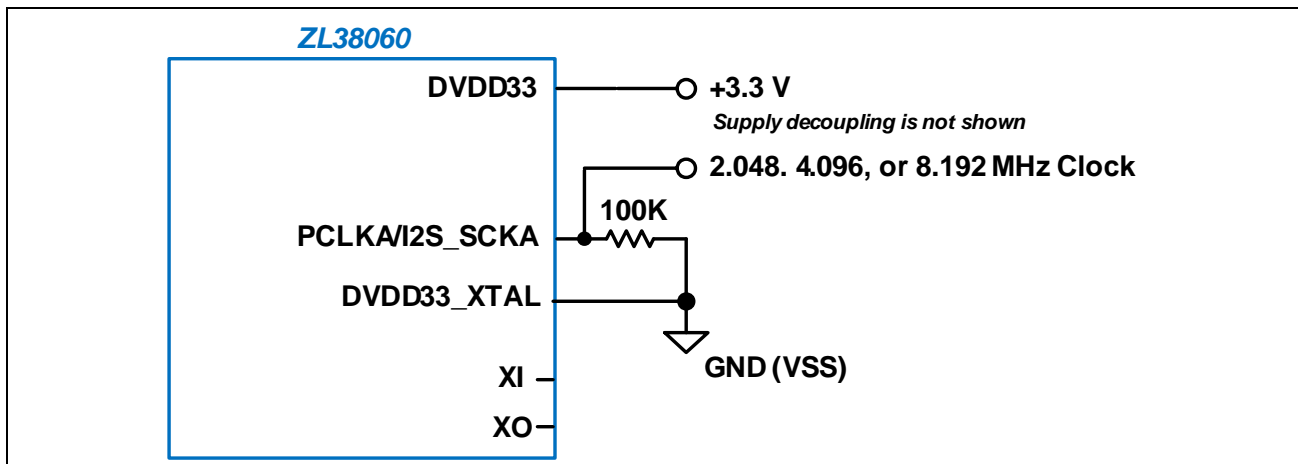 ZL38060
DVDD33
+3.3 V
Supply decoupling is not shown
2.048. 4.096, or 8.192 MHz Clock
100K
PCLKA/I2S_SCKA
DVDD33_XTAL
GND (VSS)
XI
XO